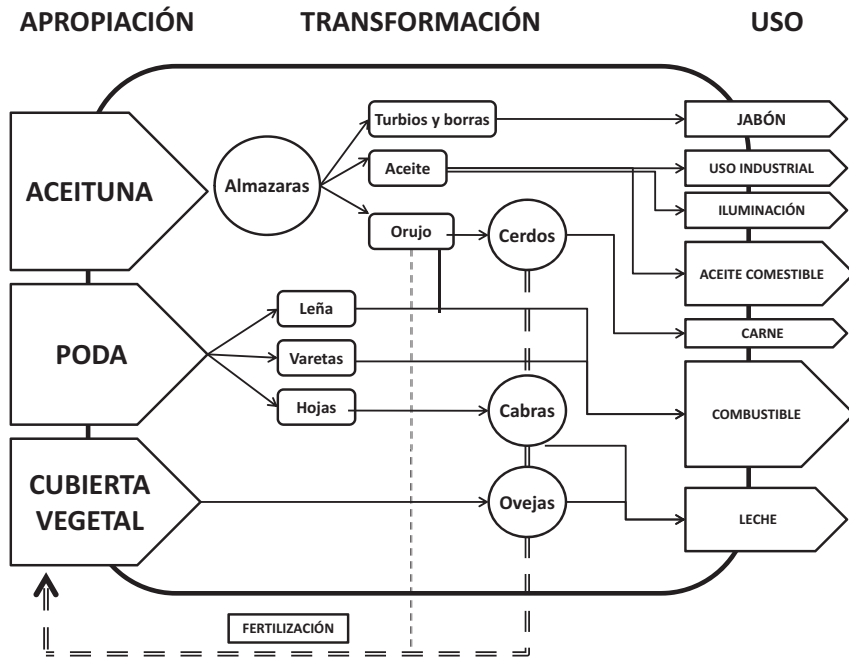 APROPIACIÓN
TRANSFORMACIÓN
USO
ACEITUNA
Almazaras
Turbios y borras
Aceite
Orujo
Cerdos
JABÓN
USO INDUSTRIAL
ILUMINACIÓN
ACEITE COMESTIBLE
CARNE
PODA
Leña
Varetas
Hojas
Cabras
COMBUSTIBLE
CUBIERTA
VEGETAL
Ovejas
LECHE
FERTILIZACIÓN